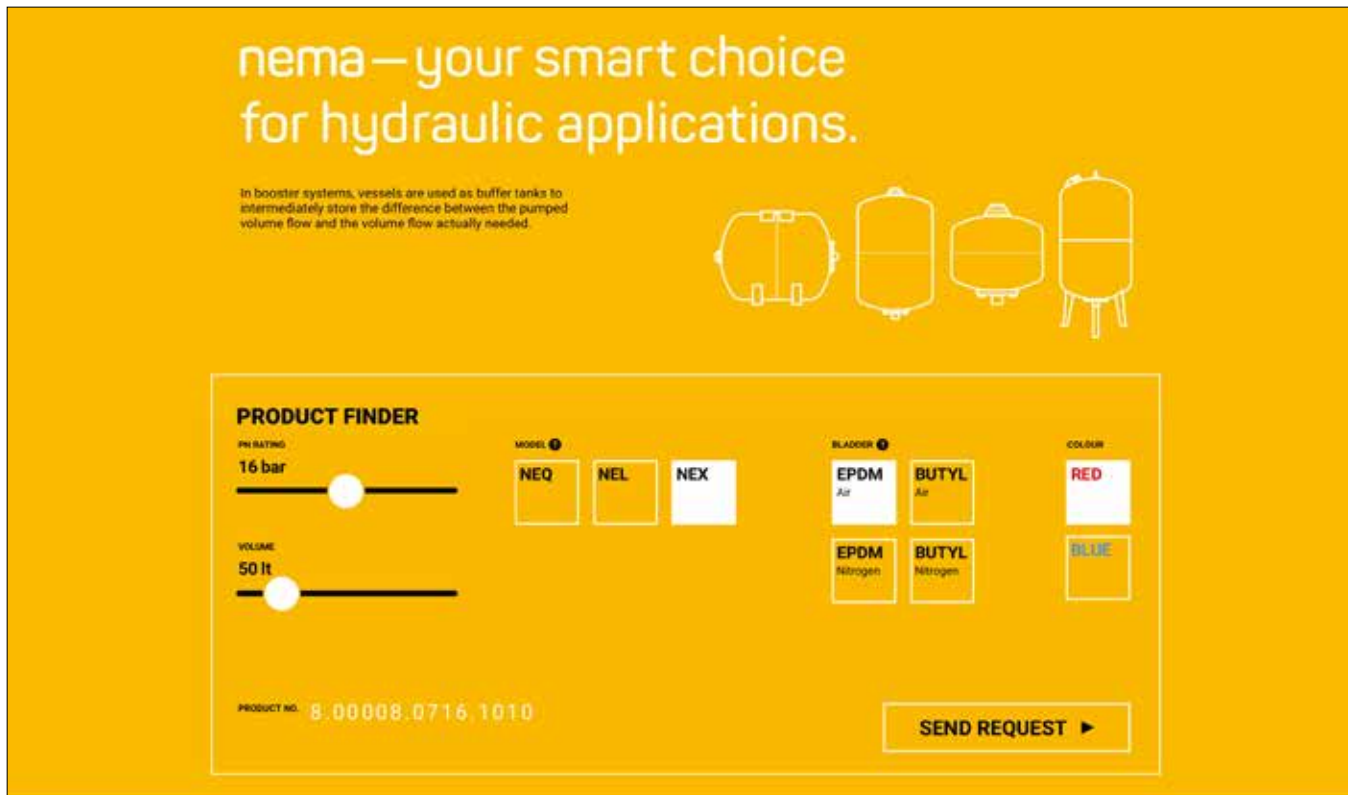 nema—your smart choice
for hydraulic applications.
In booster systems, vessels are used as buffer tanks to
intermediately store the difference between the pumped
volume flow and the volume flow actually needed.
PRODUCT FINDER
PN RATING
16 bar
VOLUME
50 lt
MODEL ?
NEQ NEL NEX
BLADDER ?
EPDM BUTYL
Air Air
EPDM BUTYL
Nitrogen Nitrogen
COLOUR
RED
BLUE
PRODUCT NO. 8.00008.0716.1010
SEND REQUEST ►